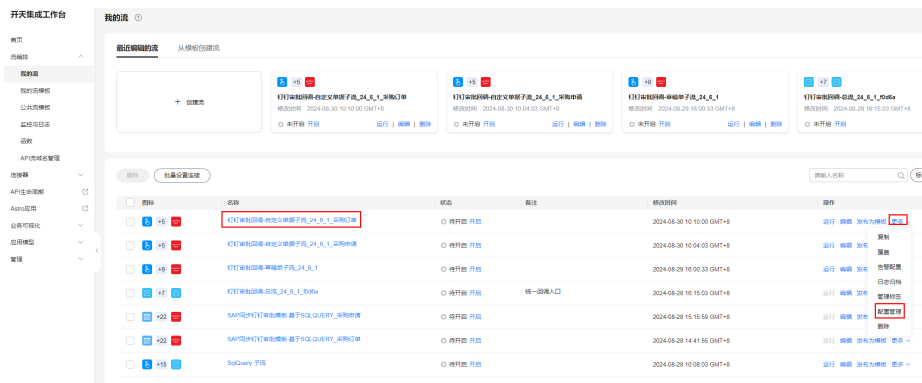 开天集成工作台
我的流
首页
流编排
我的流
我的流模板
公共流模板
监控与日志
函数
API流域名管理
连接器
API生命周期
Astro应用
业务可视化
应用模型
管理
最近编辑的流 从模板创建流
+ 创建流
+5
钉钉审批回调-自定义单据子流_24_6_1_采购订单
修改时间 2024-08-30 10:10:00 GMT+8
未开启 开启 运行 | 编辑 | 删除
+5
钉钉审批回调-自定义单据子流_24_6_1_采购申请
修改时间 2024-08-30 10:04:03 GMT+8
未开启 开启 运行 | 编辑 | 删除
+8
钉钉审批回调-草稿单子流_24_6_1
修改时间 2024-08-29 16:00:33 GMT+8
未开启 开启 运行 | 编辑 | 删除
+7
钉钉审批回调-总流_24_6_1_f0d6a
修改时间 2024-08-28 16:15:03 GMT+8
未开启 开启
删除 批量设置连接 请输入名称 标
图标 名称 状态 备注 修改时间 操作
+5 钉钉审批回调-自定义单据子流_24_6_1_采购订单 待开启 开启 2024-08-30 10:10:00 GMT+8 运行 编辑 发布为模板 更多
+5 钉钉审批回调-自定义单据子流_24_6_1_采购申请 待开启 开启 2024-08-30 10:04:03 GMT+8 运行 编辑 发布
+8 钉钉审批回调-草稿单子流_24_6_1 待开启 开启 2024-08-29 16:00:33 GMT+8 运行 编辑 发布
+7 钉钉审批回调-总流_24_6_1_f0d6a 待开启 开启 统一回调入口 2024-08-28 16:15:03 GMT+8 运行 编辑 发布
+22 SAP同步钉钉审批模板-基于SQLQUERY_采购申请 待开启 开启 2024-08-28 15:15:59 GMT+8 运行 编辑 发布
+22 SAP同步钉钉审批模板-基于SQLQUERY_采购订单 待开启 开启 2024-08-28 14:41:55 GMT+8 运行 编辑 发布为模板 更多
+15 SqlQuery 子流 待开启 开启 2024-08-28 10:08:03 GMT+8 运行 编辑 发布为模板 更多
复制
覆盖
告警配置
日志归档
管理标签
配置管理
删除